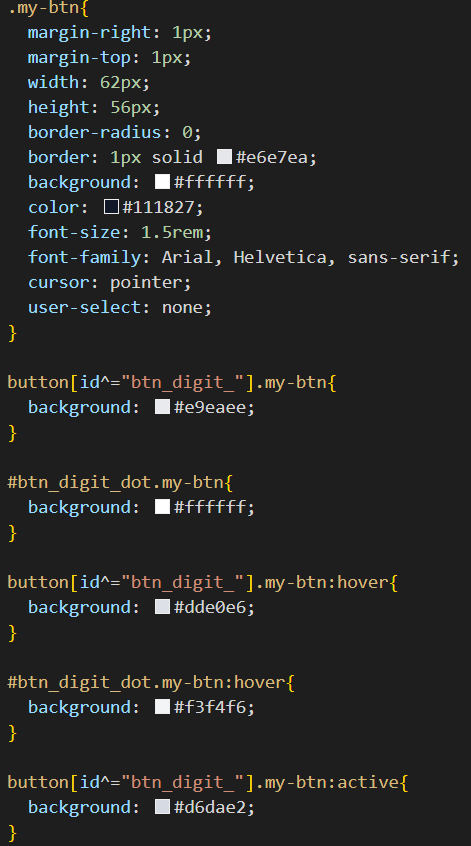 .my-btn{
  margin-right: 1px;
  margin-top: 1px;
  width: 62px;
  height: 56px;
  border-radius: 0;
  border: 1px solid #e6e7ea;
  background: #ffffff;
  color: #111827;
  font-size: 1.5rem;
  font-family: Arial, Helvetica, sans-serif;
  cursor: pointer;
  user-select: none;
}

button[id^="btn_digit_"].my-btn{
  background: #e9eaee;
}

#btn_digit_dot.my-btn{
  background: #ffffff;
}

button[id^="btn_digit_"].my-btn:hover{
  background: #dde0e6;
}

#btn_digit_dot.my-btn:hover{
  background: #f3f4f6;
}

button[id^="btn_digit_"].my-btn:active{
  background: #d6dae2;
}